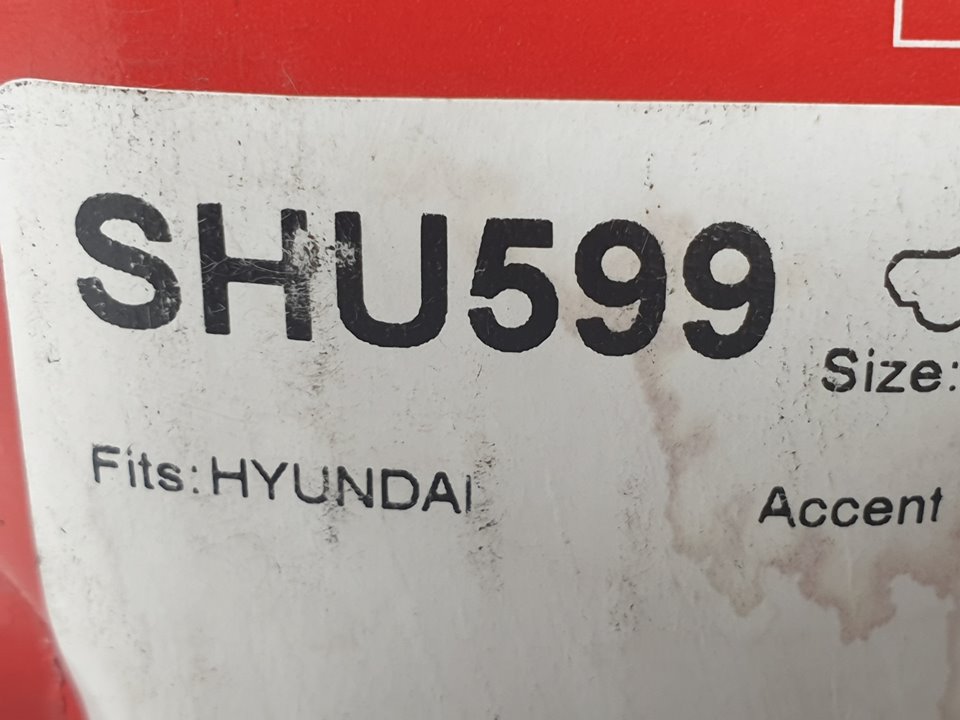 SHU599
Size:
Fits: HYUNDAI
Accent